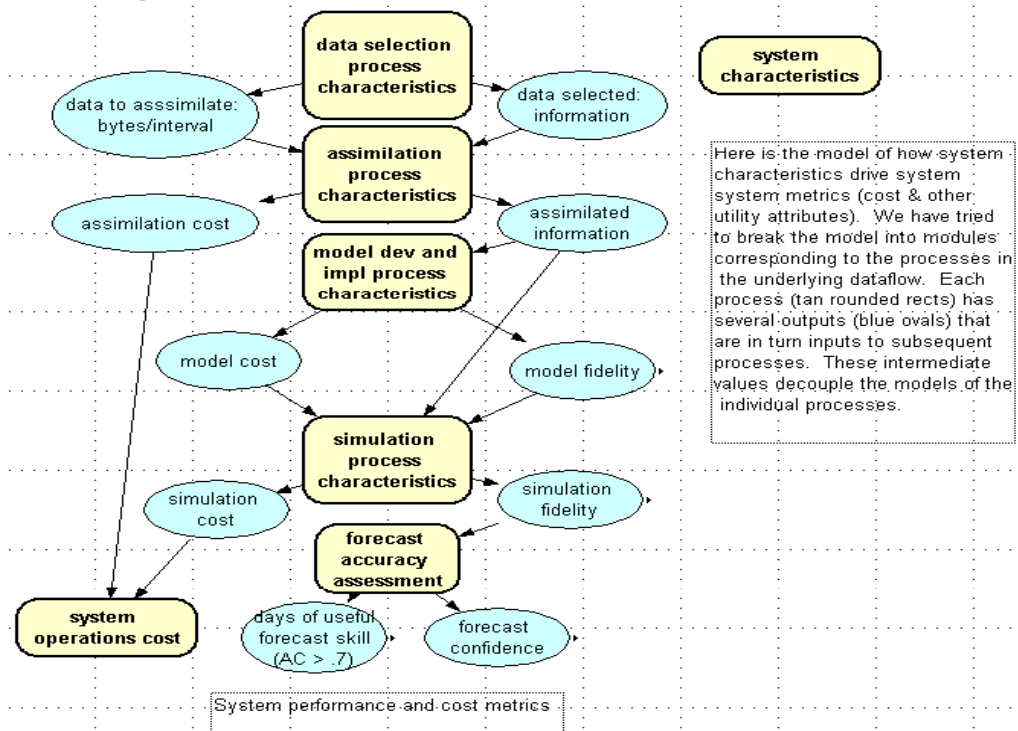 data selection
process
characteristics
system
characteristics
data to asssimilate:
bytes/interval
data selected:
information
assimilation
process
characteristics
Here is the model of how system
characteristics drive system
system metrics (cost & other
utility attributes). We have tried
to break the model into modules
corresponding to the processes in
the underlying dataflow. Each
process (tan rounded rects) has
several outputs (blue ovals) that
are in turn inputs to subsequent
processes. These intermediate
values decouple the models of the
individual processes.
assimilation cost
assimilated
information
model dev and
impl process
characteristics
model cost
model fidelity
simulation
process
characteristics
simulation
cost
simulation
fidelity
forecast
accuracy
assessment
system
operations cost
days of useful
forecast skill
(AC > .7)
forecast
confidence
System performance and cost metrics